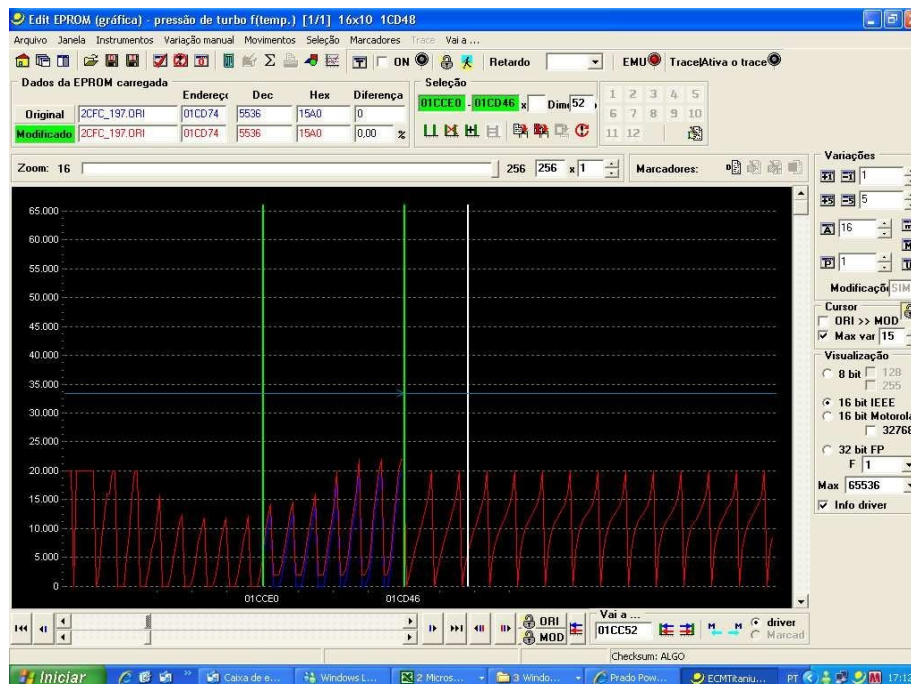 Edit EPROM (gráfica) - pressão de turbo f(temp.) [1/1] 16x10 1CD48
Arquivo Janela Instrumentos Variação manual Movimentos Seleção Marcadores Trace Vai a ...
ON Retardo EMU Trace|Ativa o trace
Dados da EPROM carregada
Endereço Dec Hex Diferença
Original 2CFC_197.ORI 01CD74 5536 15A0 0
Modificado 2CFC_197.ORI 01CD74 5536 15A0 0,00 %
Seleção
01CCE0 - 01CD46 x Dim 52
1 2 3 4 5
6 7 8 9 10
11 12
Zoom: 16 256 256 x 1 Marcadores:
65.000
60.000
55.000
50.000
45.000
40.000
35.000
30.000
25.000
20.000
15.000
10.000
5.000
0
01CCE0 01CD46
Variações
+1 =1 1
+5 =5 5
A 16
P 1
Modificaçõ SIM
Cursor
ORI >> MOD
Max var 15
Visualização
8 bit 128
255
16 bit IEEE
16 bit Motorola
32768
32 bit FP
F 1
Max 65536
Info driver
ORI
MOD
Vai a ...
01CC52
M M
driver
Marcad
Checksum: ALGO
Iniciar Caixa de e... Windows L... 2 Micros... 3 Windo... Prado Pow... ECMTitaniu... PT 17:12